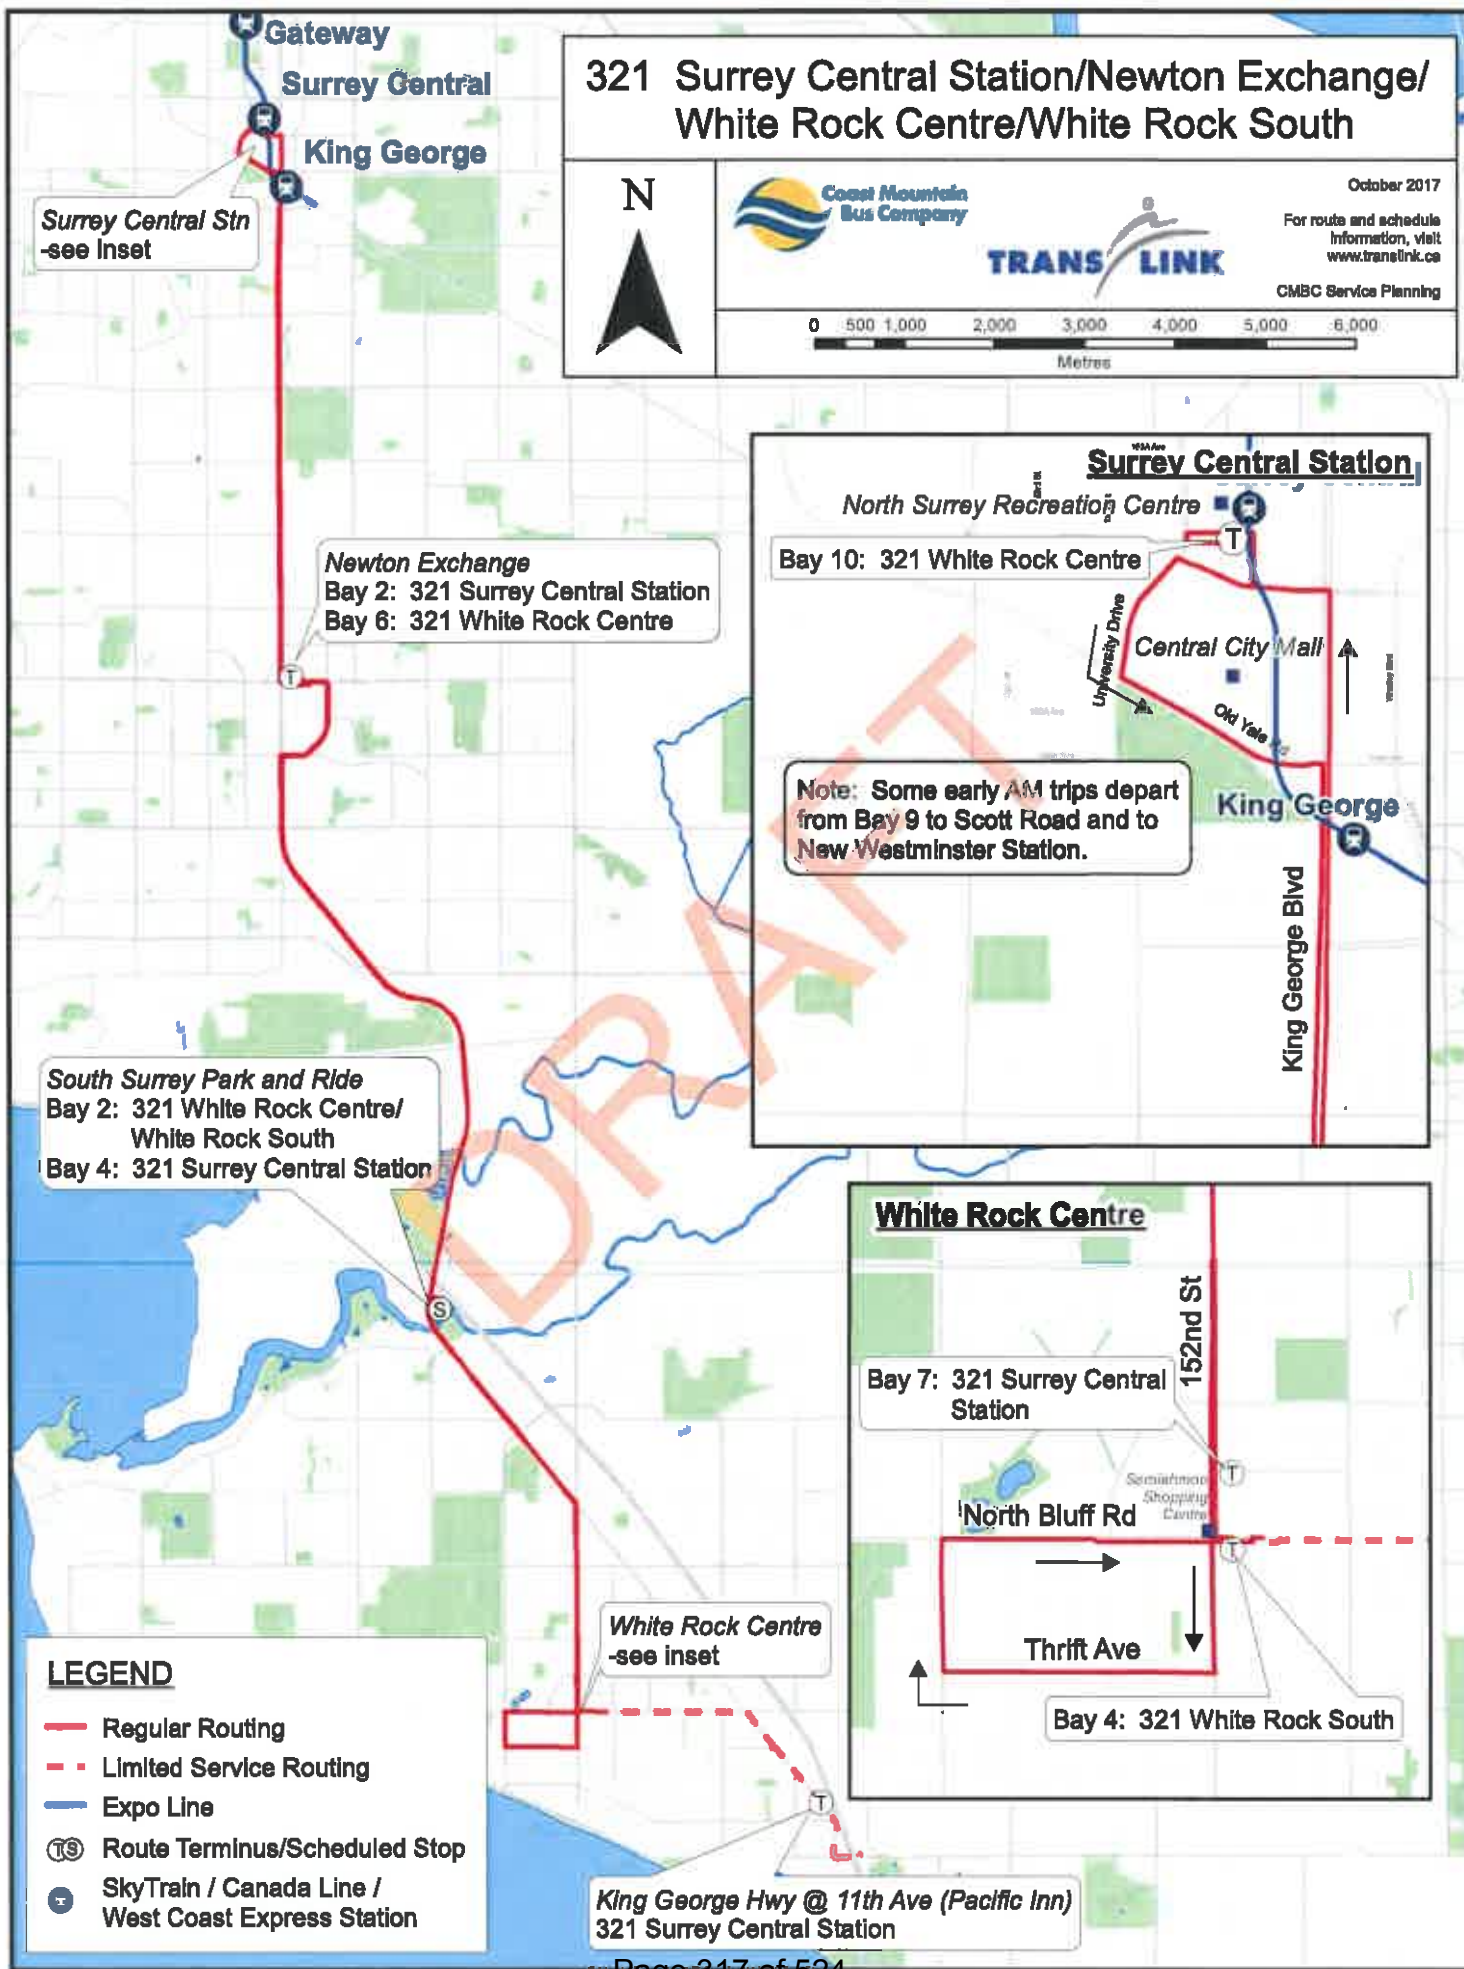 Gateway
Surrey Central
King George
Surrey Central Stn
-see Inset
321 Surrey Central Station/Newton Exchange/
White Rock Centre/White Rock South
N
Coast Mountain
Bus Company
TRANS LINK
October 2017
For route and schedule
information, visit
www.translink.ca
CMBC Service Planning
0 500 1,000 2,000 3,000 4,000 5,000 6,000
Metres
Newton Exchange
Bay 2: 321 Surrey Central Station
Bay 6: 321 White Rock Centre
T
Surrey Central Station
North Surrey Recreation Centre
T
Bay 10: 321 White Rock Centre
University Drive
Central City Mall
Old Yale Rd
Note: Some early AM trips depart
from Bay 9 to Scott Road and to
New Westminster Station.
King George
King George Blvd
DRAFT
South Surrey Park and Ride
Bay 2: 321 White Rock Centre/
White Rock South
Bay 4: 321 Surrey Central Station
S
White Rock Centre
152nd St
Bay 7: 321 Surrey Central
Station
T
Semiahmoo
Shopping
Centre
North Bluff Rd
T
Thrift Ave
Bay 4: 321 White Rock South
White Rock Centre
-see inset
LEGEND
Regular Routing
Limited Service Routing
Expo Line
TS Route Terminus/Scheduled Stop
SkyTrain / Canada Line /
West Coast Express Station
T
King George Hwy @ 11th Ave (Pacific Inn)
321 Surrey Central Station
Page 317 of 524